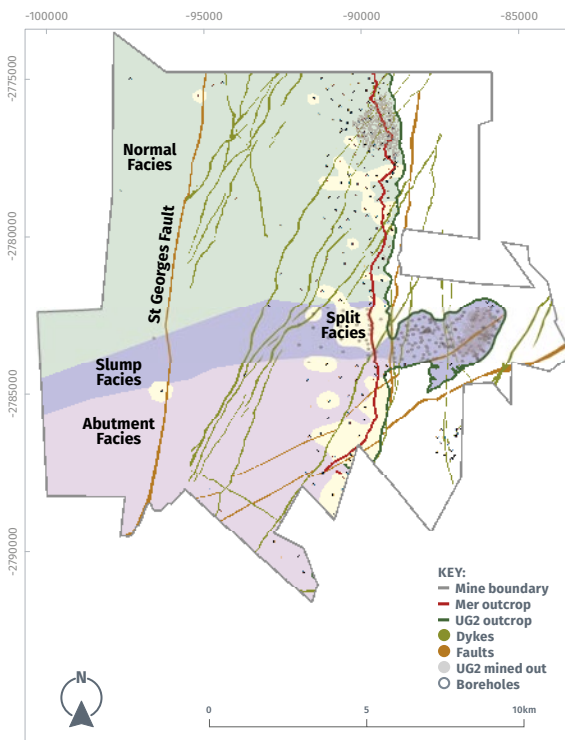 -100000
-95000
-90000
-85000
-2775000
-2780000
-2785000
-2790000
Normal
Facies
St Georges Fault
Split
Facies
Slump
Facies
Abutment
Facies
KEY:
Mine boundary
Mer outcrop
UG2 outcrop
Dykes
Faults
UG2 mined out
Boreholes
N
0
5
10km